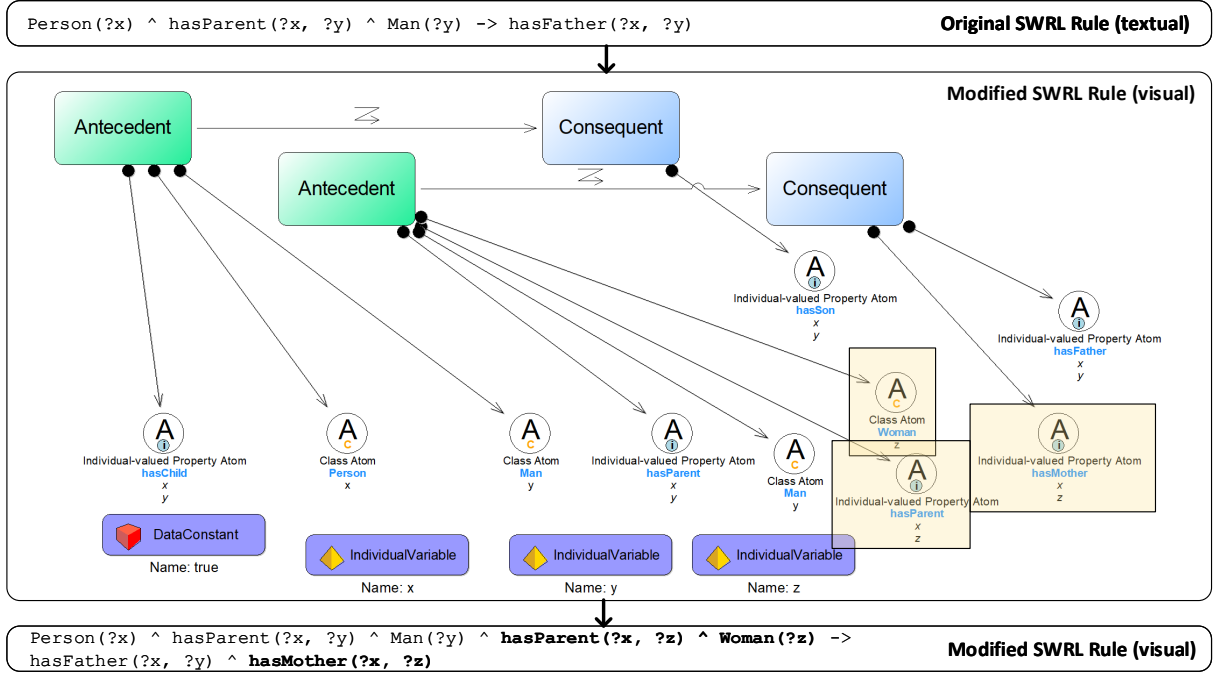 Person(?x) ^ hasParent(?x, ?y) ^ Man(?y) -> hasFather(?x, ?y)
Original SWRL Rule (textual)
Modified SWRL Rule (visual)
Antecedent
Consequent
Antecedent
Consequent
A
i
Individual-valued Property Atom
hasSon
x
y
A
i
Individual-valued Property Atom
hasFather
x
y
A
C
Class Atom
Woman
z
A
i
Individual-valued Property Atom
hasChild
x
y
A
C
Class Atom
Person
x
A
C
Class Atom
Man
y
A
i
Individual-valued Property Atom
hasParent
x
y
A
C
Class Atom
Man
y
A
i
Individual-valued Property Atom
hasParent
x
z
A
i
Individual-valued Property Atom
hasMother
x
z
DataConstant
Name: true
IndividualVariable
Name: x
IndividualVariable
Name: y
IndividualVariable
Name: z
Person(?x) ^ hasParent(?x, ?y) ^ Man(?y) ^ hasParent(?x, ?z) ^ Woman(?z) ->
hasFather(?x, ?y) ^ hasMother(?x, ?z)
Modified SWRL Rule (visual)